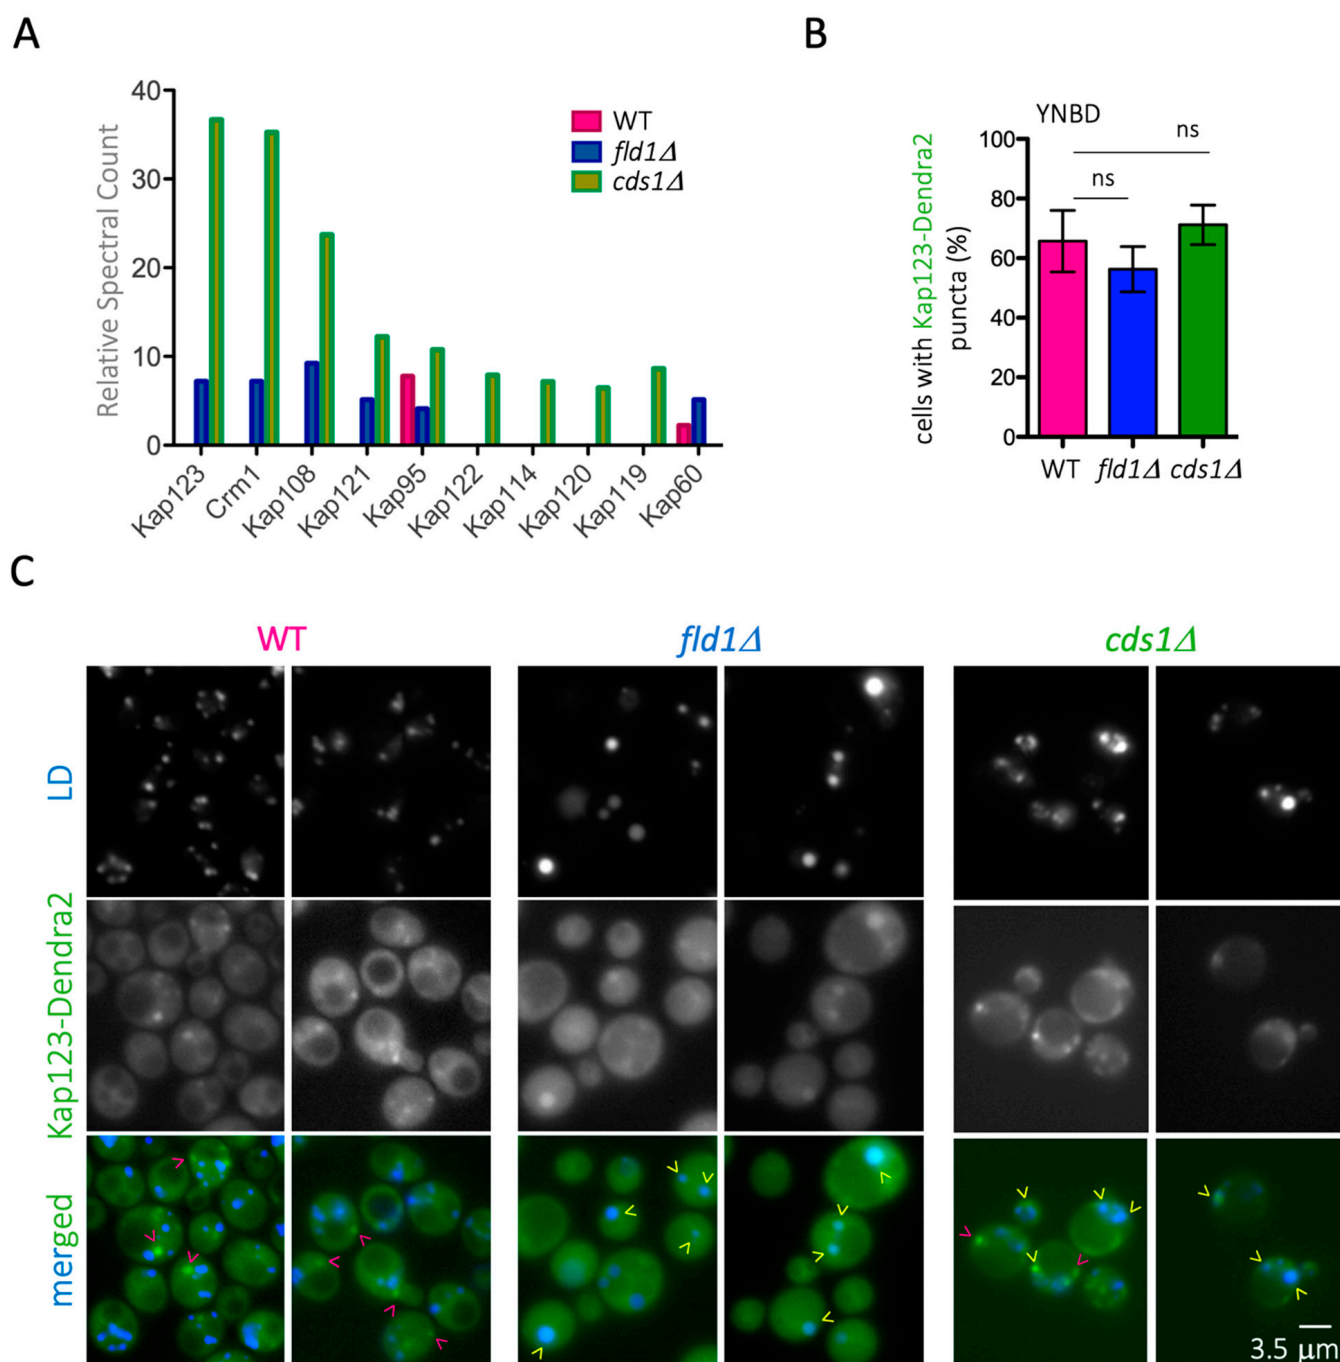 A
40
30
20
10
0
Relative Spectral Count
WT
fld1Δ
cds1Δ
Kap123
Crm1
Kap108
Kap121
Kap95
Kap122
Kap114
Kap120
Kap119
Kap60
B
YNBD
ns
ns
100
80
60
40
20
0
cells with Kap123-Dendra2
puncta (%)
WT
fld1Δ
cds1Δ
C
WT
fld1Δ
cds1Δ
LD
Kap123-Dendra2
merged
3.5 μm